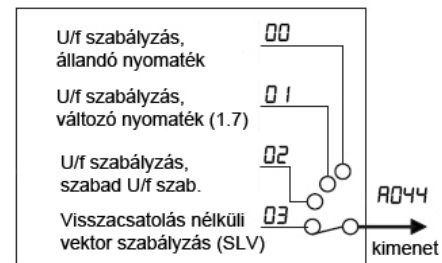 U/f szabályzás, 00
állandó nyomaték
U/f szabályzás, 01
változó nyomaték (1.7)
U/f szabályzás, 02
szabad U/f szab.
Visszacsatolás nélküli 03
vektor szabályzás (SLV)
A044
kimenet